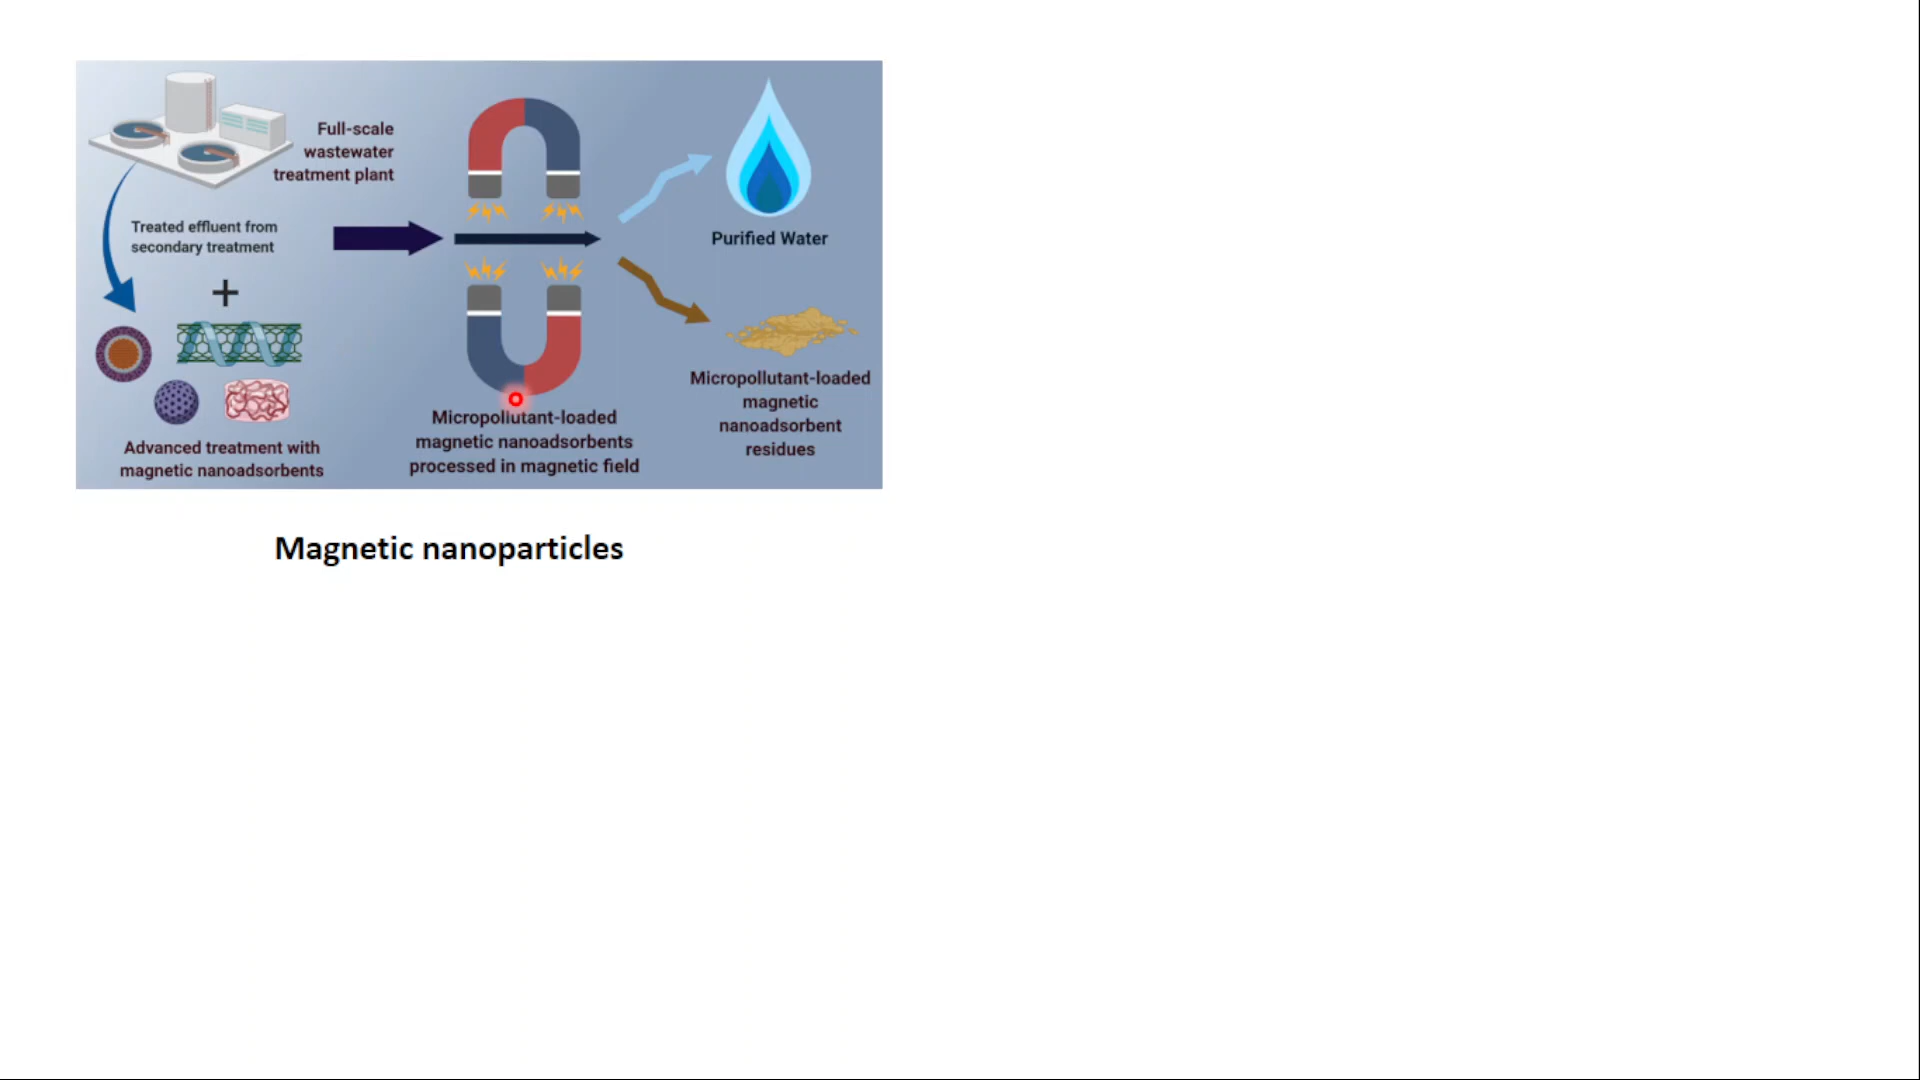 Full-scale
wastewater
treatment plant
Treated effluent from
secondary treatment
+
Advanced treatment with
magnetic nanoadsorbents
Micropollutant-loaded
magnetic nanoadsorbents
processed in magnetic field
Purified Water
Micropollutant-loaded
magnetic
nanoadsorbent
residues
Magnetic nanoparticles